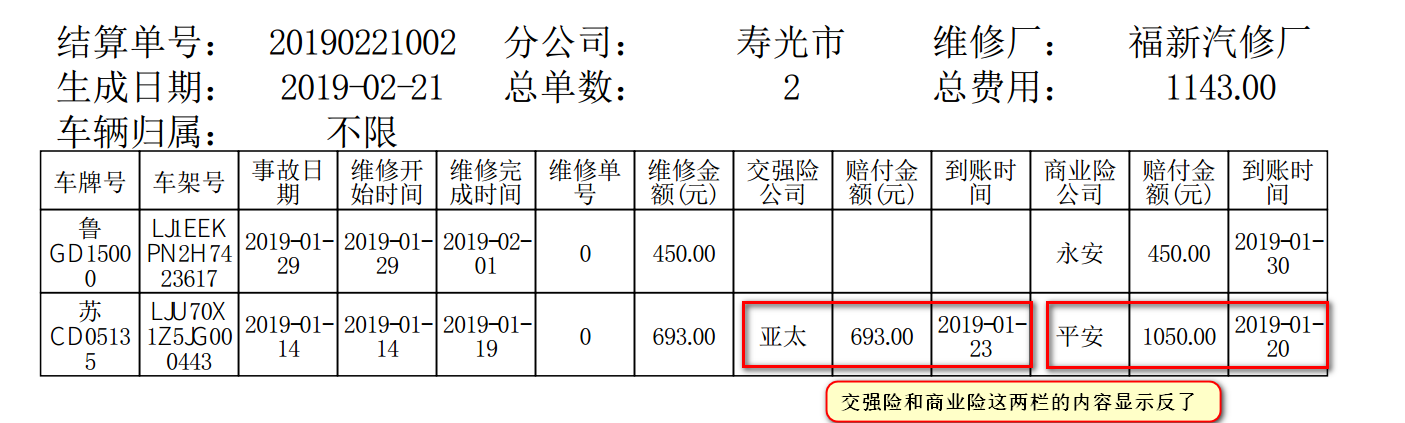 结算单号： 20190221002 分公司： 寿光市 维修厂： 福新汽修厂
生成日期： 2019-02-21 总单数： 2 总费用： 1143.00
车辆归属： 不限
车牌号 车架号 事故日期 维修开始时间 维修完成时间 维修单号 维修金额(元) 交强险公司 赔付金额(元) 到账时间 商业险公司 赔付金额(元) 到账时间
鲁GD15000 LJ1EEKPN2H7423617 2019-01-29 2019-01-29 2019-02-01 0 450.00 永安 450.00 2019-01-30
苏CD05135 LJU70X1Z5JG000443 2019-01-14 2019-01-14 2019-01-19 0 693.00 亚太 693.00 2019-01-23 平安 1050.00 2019-01-20
交强险和商业险这两栏的内容显示反了